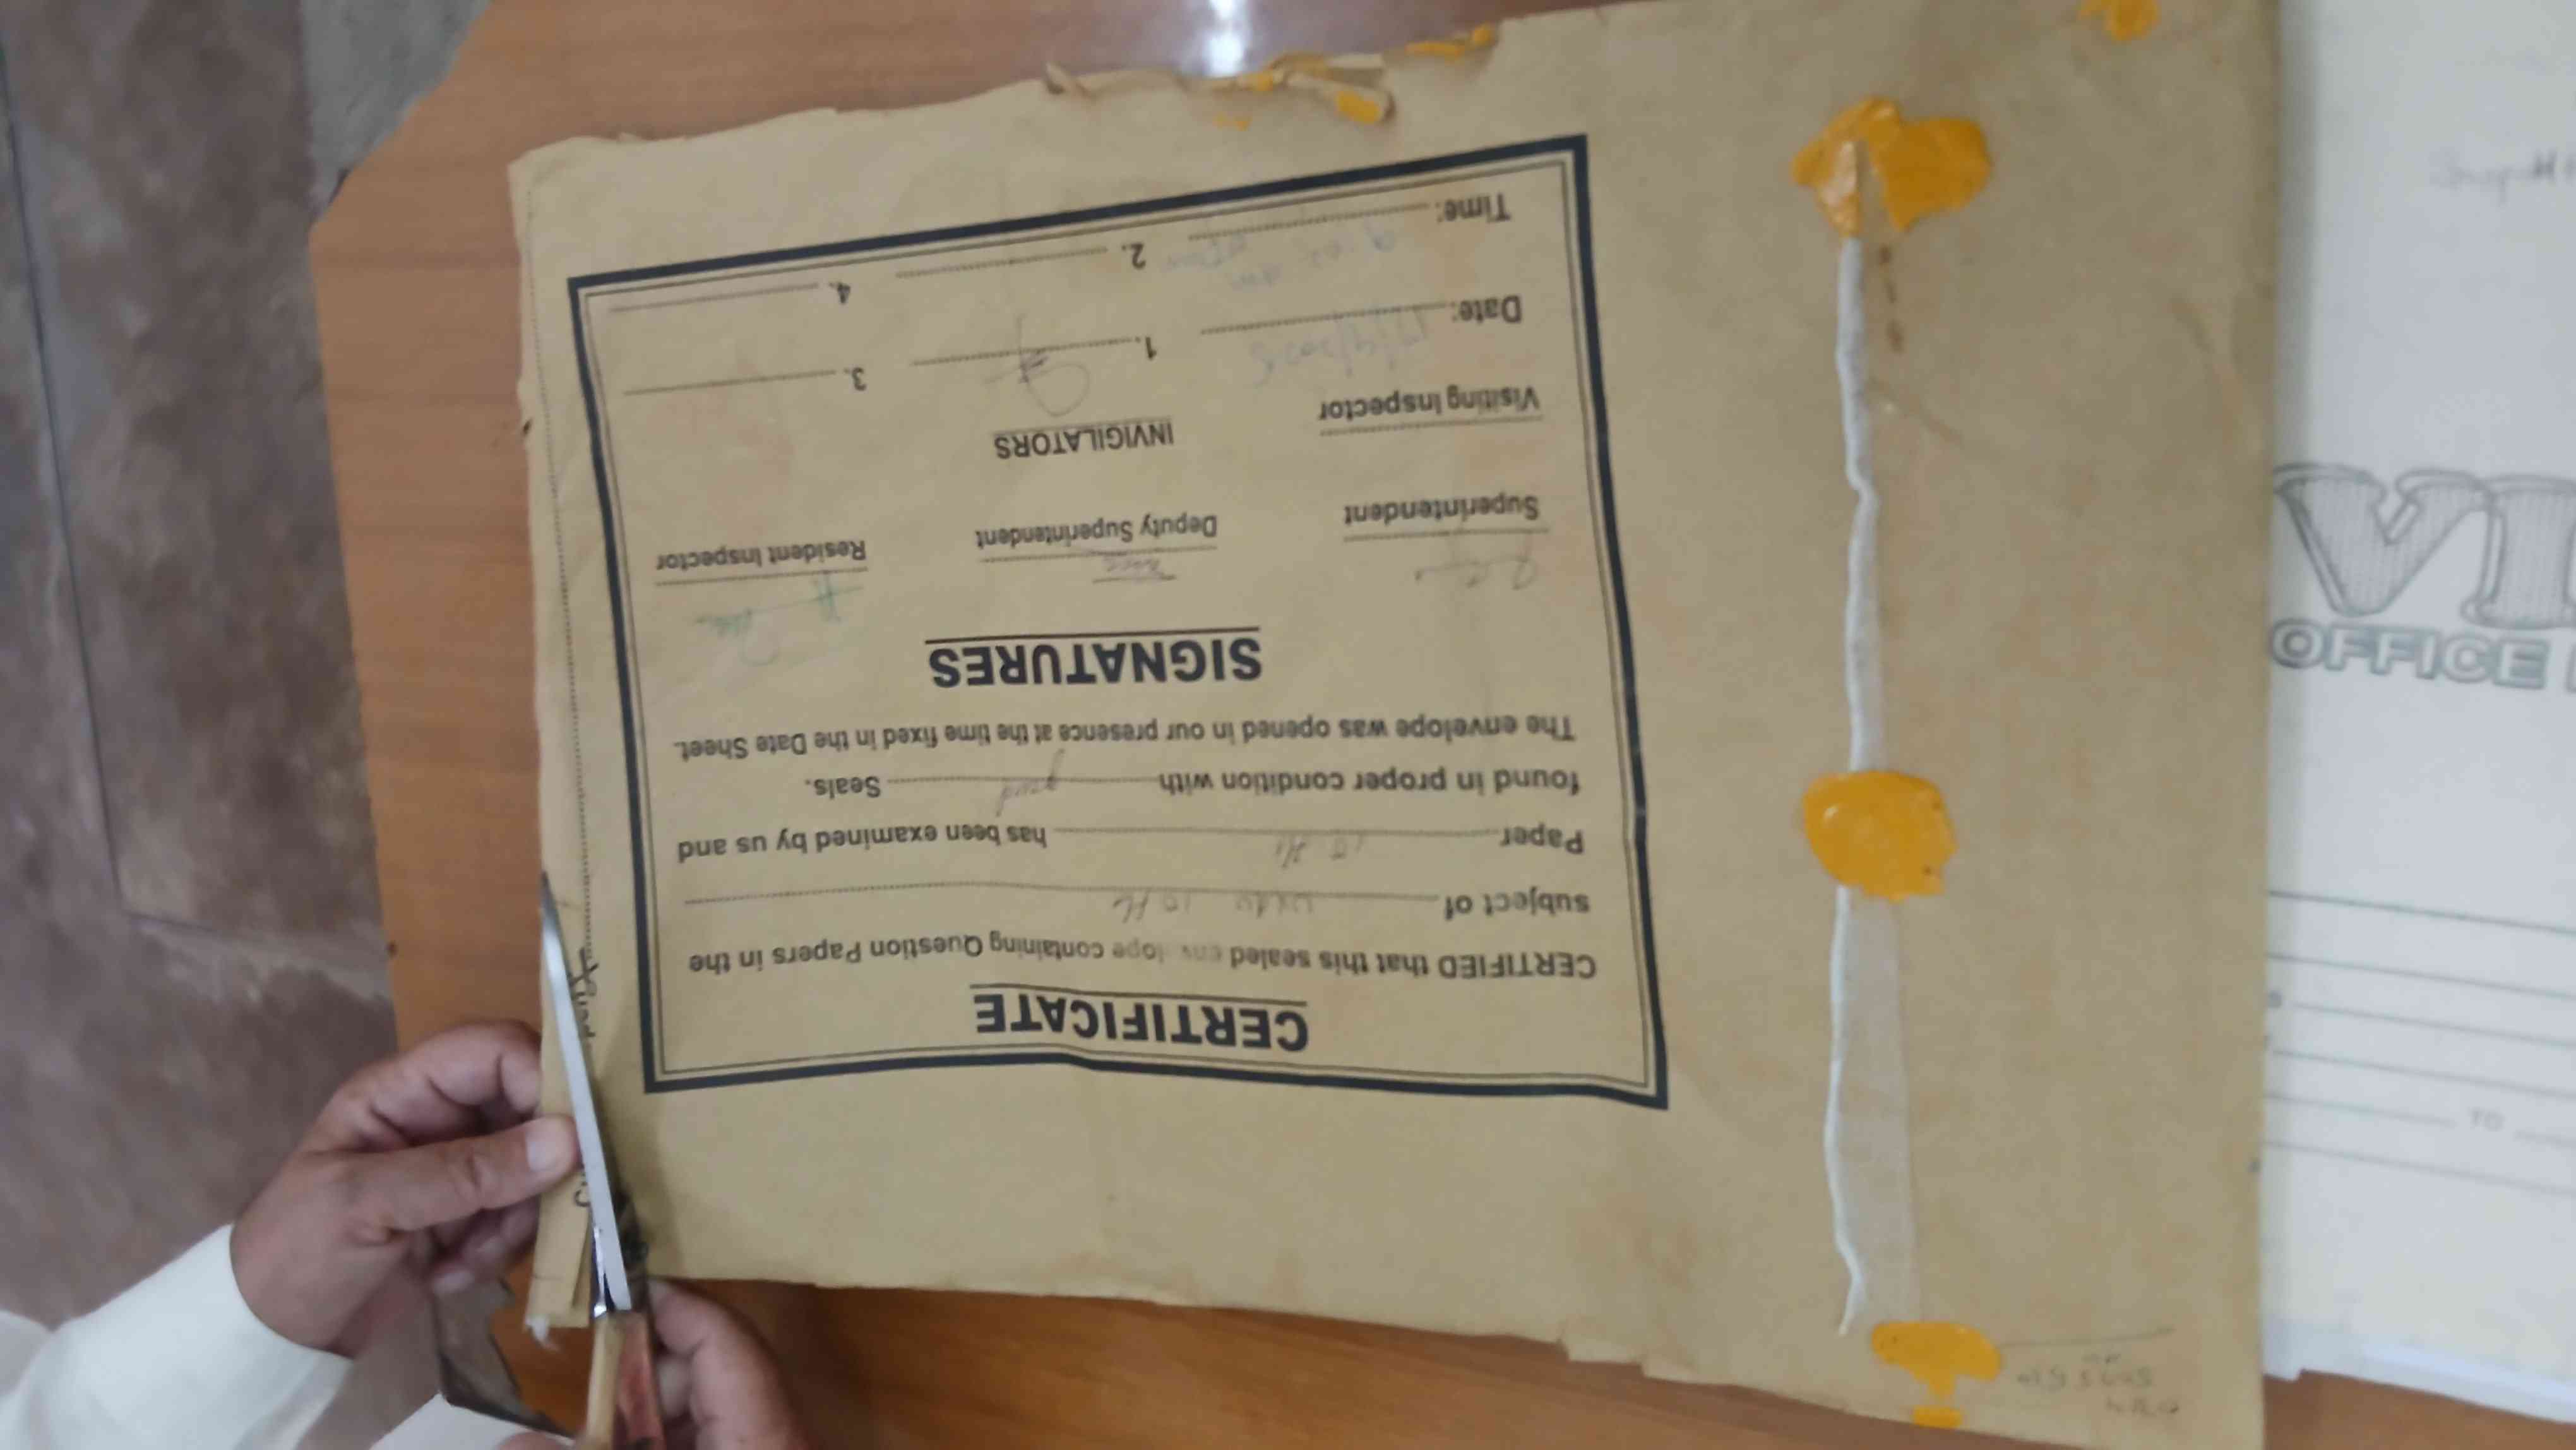 CERTIFICATE
CERTIFIED that this sealed envelope containing Question Papers in the
subject of
Paper has been examined by us and
found in proper condition with good Seals.
The envelope was opened in our presence at the time fixed in the Date Sheet.
SIGNATURES
Superintendent Deputy Superintendent Resident Inspector
Visiting Inspector INVIGILATORS
Date: 1. 3.
Time: 2. 4.
OFFICE
TO